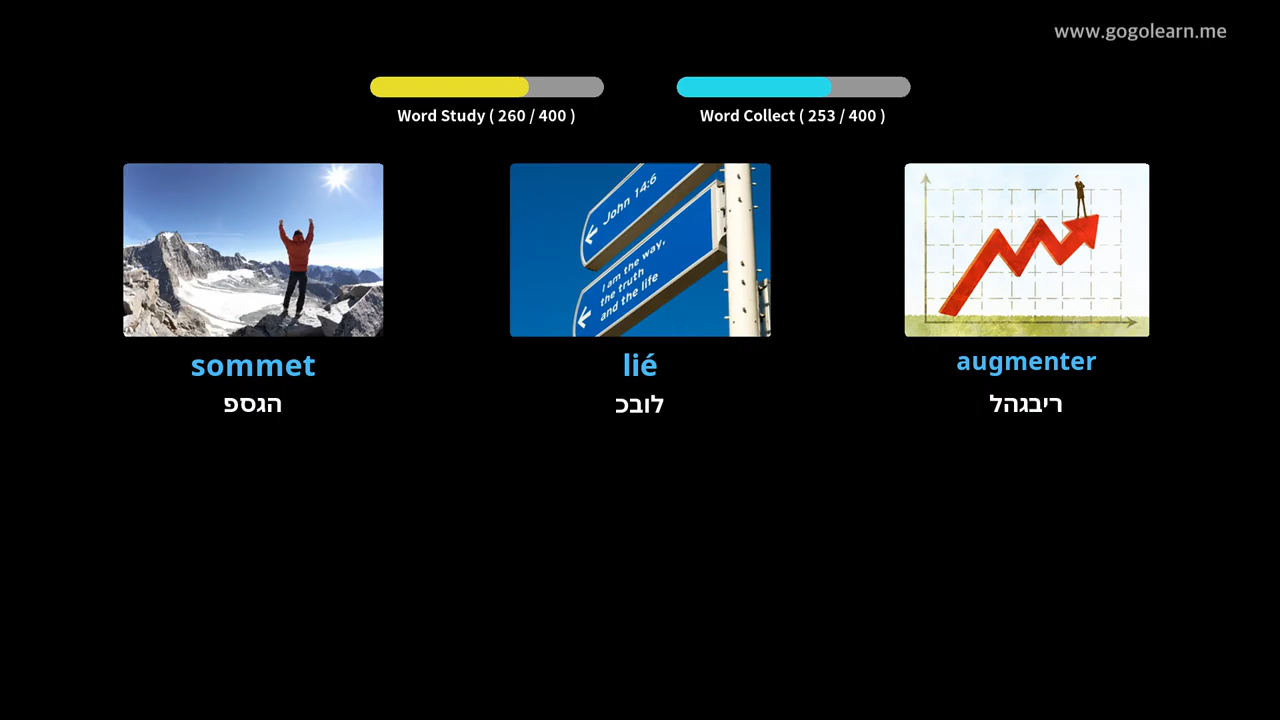 www.gogolearn.me
Word Study ( 260 / 400 )
Word Collect ( 253 / 400 )
John 14:6
I am the way,
the truth
and the life
sommet
הגספ
lié
לובכ
augmenter
ריבגהל